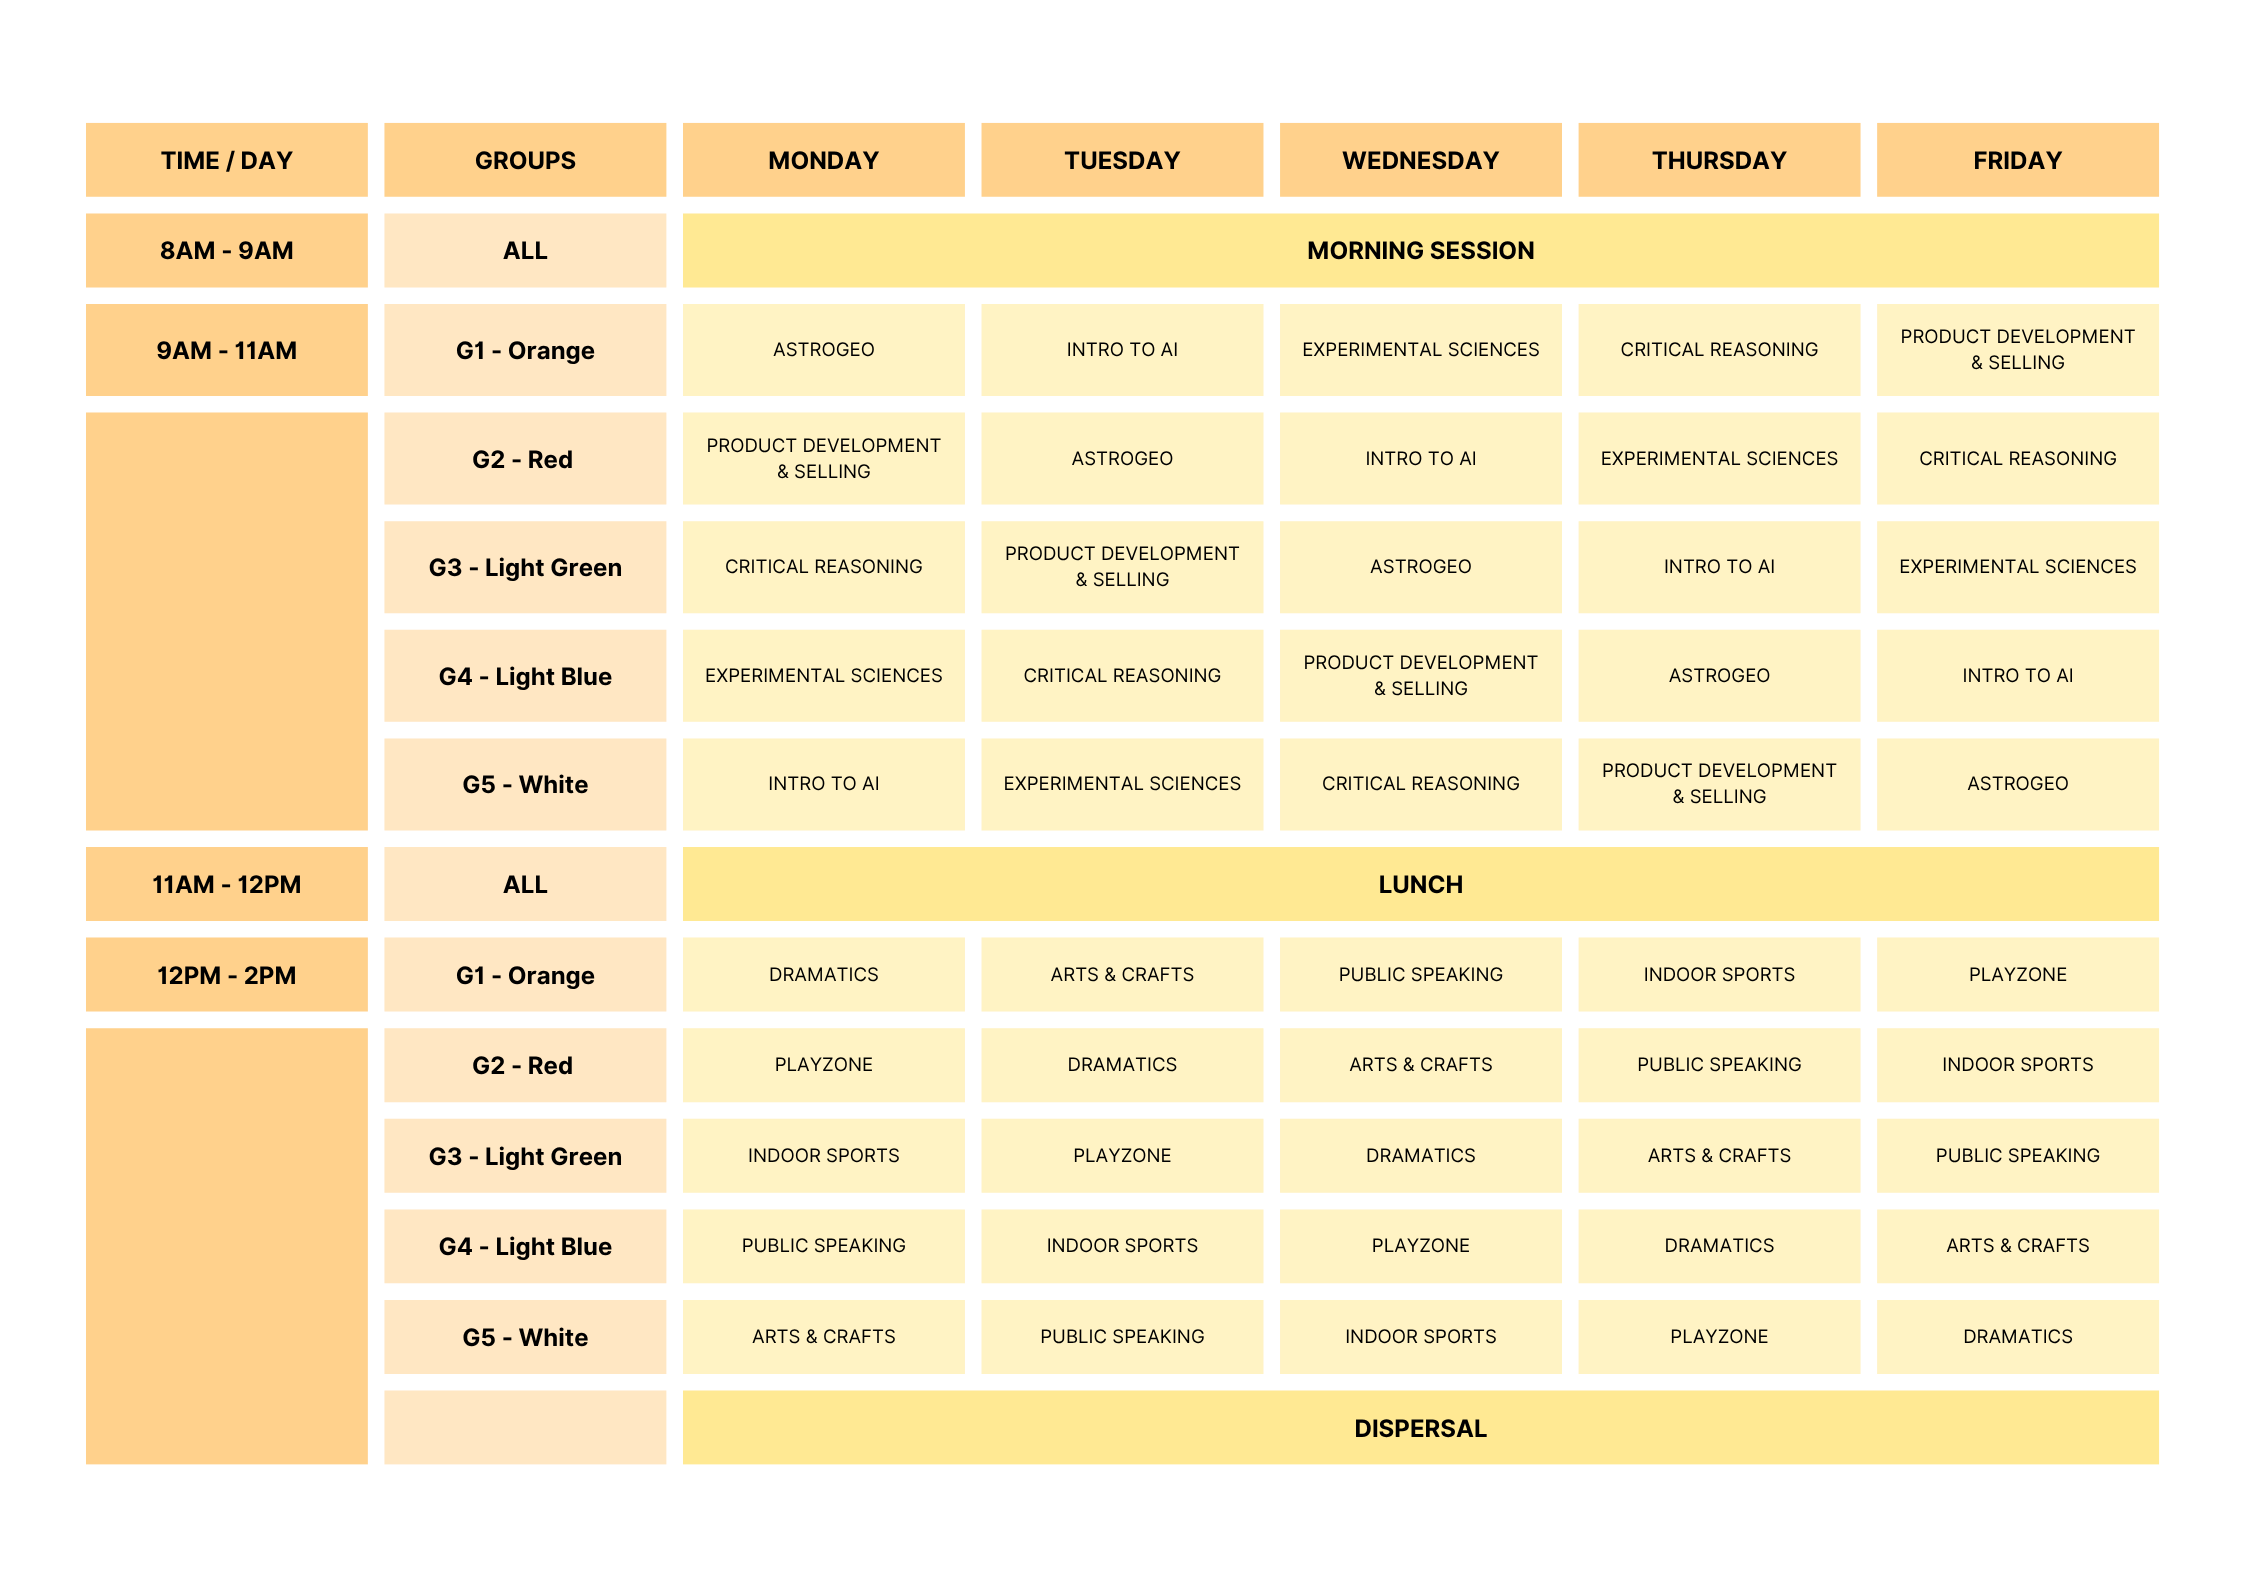 TIME / DAY GROUPS MONDAY TUESDAY WEDNESDAY THURSDAY FRIDAY
8AM - 9AM ALL MORNING SESSION
9AM - 11AM G1 - Orange ASTROGEO INTRO TO AI EXPERIMENTAL SCIENCES CRITICAL REASONING PRODUCT DEVELOPMENT
& SELLING
G2 - Red PRODUCT DEVELOPMENT
& SELLING ASTROGEO INTRO TO AI EXPERIMENTAL SCIENCES CRITICAL REASONING
G3 - Light Green CRITICAL REASONING PRODUCT DEVELOPMENT
& SELLING ASTROGEO INTRO TO AI EXPERIMENTAL SCIENCES
G4 - Light Blue EXPERIMENTAL SCIENCES CRITICAL REASONING PRODUCT DEVELOPMENT
& SELLING ASTROGEO INTRO TO AI
G5 - White INTRO TO AI EXPERIMENTAL SCIENCES CRITICAL REASONING PRODUCT DEVELOPMENT
& SELLING ASTROGEO
11AM - 12PM ALL LUNCH
12PM - 2PM G1 - Orange DRAMATICS ARTS & CRAFTS PUBLIC SPEAKING INDOOR SPORTS PLAYZONE
G2 - Red PLAYZONE DRAMATICS ARTS & CRAFTS PUBLIC SPEAKING INDOOR SPORTS
G3 - Light Green INDOOR SPORTS PLAYZONE DRAMATICS ARTS & CRAFTS PUBLIC SPEAKING
G4 - Light Blue PUBLIC SPEAKING INDOOR SPORTS PLAYZONE DRAMATICS ARTS & CRAFTS
G5 - White ARTS & CRAFTS PUBLIC SPEAKING INDOOR SPORTS PLAYZONE DRAMATICS
DISPERSAL